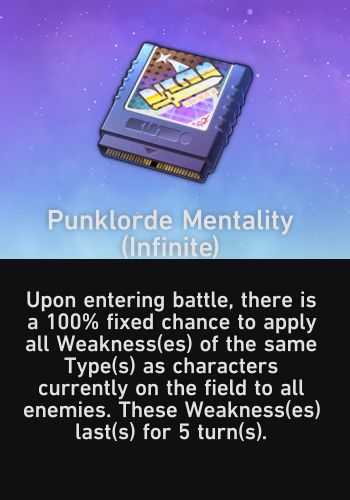 Punklorde Mentality
(Infinite)
Upon entering battle, there is
a 100% fixed chance to apply
all Weakness(es) of the same
Type(s) as characters
currently on the field to all
enemies. These Weakness(es)
last(s) for 5 turn(s).